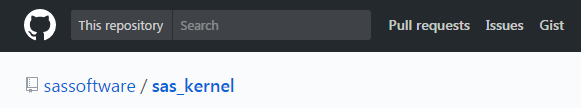 This repository Search Pull requests Issues Gist
sassoftware / sas_kernel